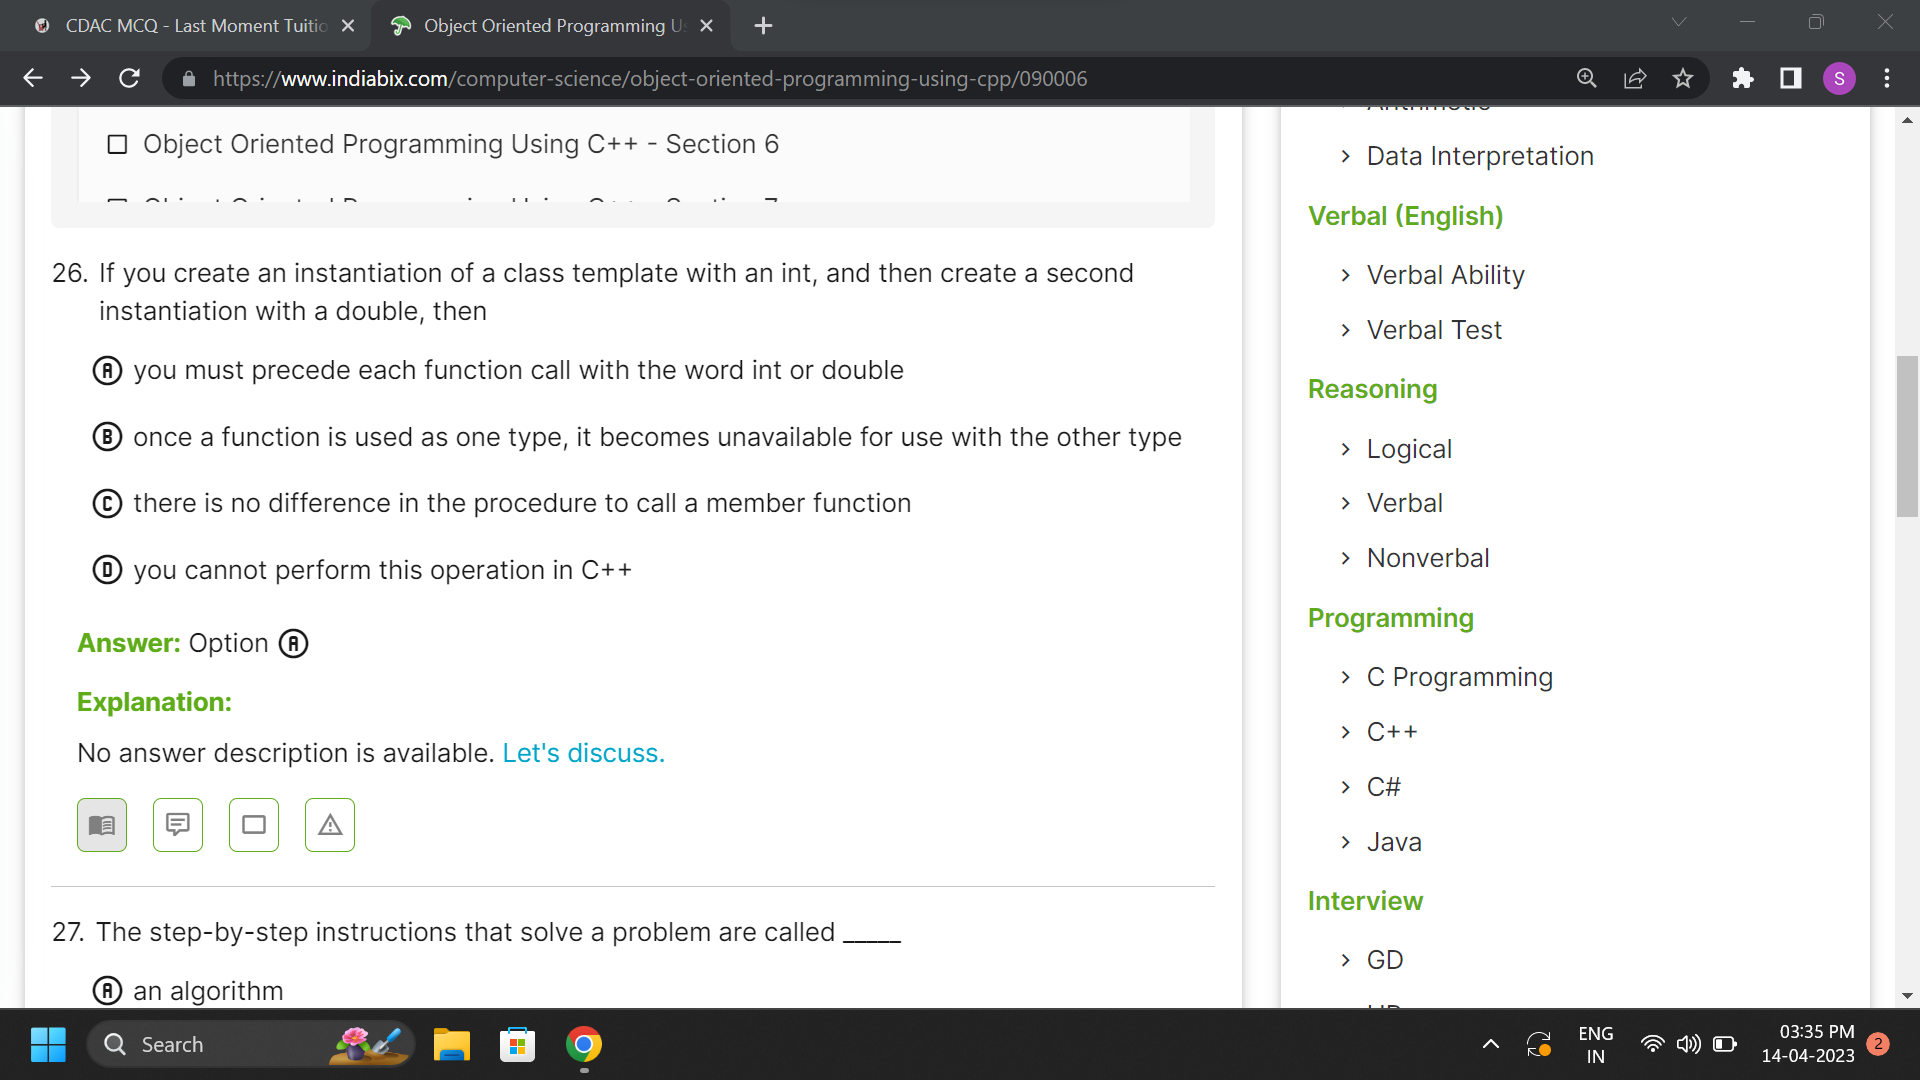 CDAC MCQ - Last Moment Tuitio
Object Oriented Programming U
https://www.indiabix.com/computer-science/object-oriented-programming-using-cpp/090006
S
Object Oriented Programming Using C++ - Section 6
26. If you create an instantiation of a class template with an int, and then create a second
instantiation with a double, then
A you must precede each function call with the word int or double
B once a function is used as one type, it becomes unavailable for use with the other type
C there is no difference in the procedure to call a member function
D you cannot perform this operation in C++
Answer: Option A
Explanation:
No answer description is available. Let's discuss.
27. The step-by-step instructions that solve a problem are called _____
A an algorithm
Data Interpretation
Verbal (English)
Verbal Ability
Verbal Test
Reasoning
Logical
Verbal
Nonverbal
Programming
C Programming
C++
C#
Java
Interview
GD
Search
ENG
IN
03:35 PM
14-04-2023
2